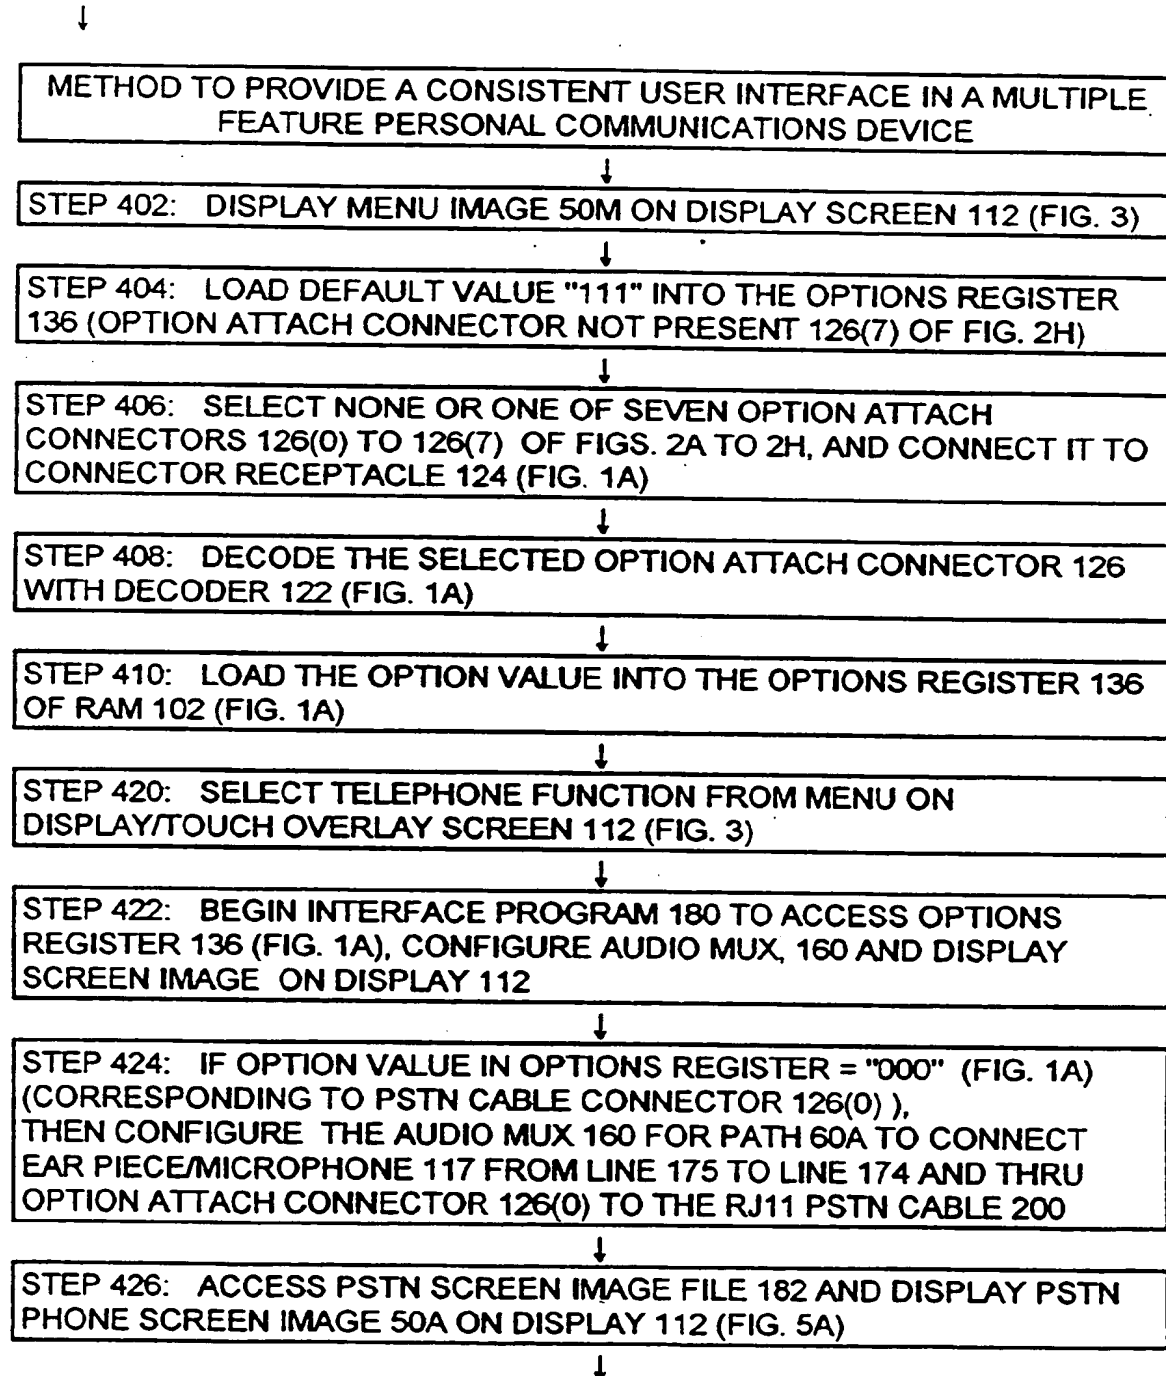 METHOD TO PROVIDE A CONSISTENT USER INTERFACE IN A MULTIPLE
FEATURE PERSONAL COMMUNICATIONS DEVICE
STEP 402: DISPLAY MENU IMAGE 50M ON DISPLAY SCREEN 112 (FIG. 3)
STEP 404: LOAD DEFAULT VALUE "111" INTO THE OPTIONS REGISTER
136 (OPTION ATTACH CONNECTOR NOT PRESENT 126(7) OF FIG. 2H)
STEP 406: SELECT NONE OR ONE OF SEVEN OPTION ATTACH
CONNECTORS 126(0) TO 126(7) OF FIGS. 2A TO 2H, AND CONNECT IT TO
CONNECTOR RECEPTACLE 124 (FIG. 1A)
STEP 408: DECODE THE SELECTED OPTION ATTACH CONNECTOR 126
WITH DECODER 122 (FIG. 1A)
STEP 410: LOAD THE OPTION VALUE INTO THE OPTIONS REGISTER 136
OF RAM 102 (FIG. 1A)
STEP 420: SELECT TELEPHONE FUNCTION FROM MENU ON
DISPLAY/TOUCH OVERLAY SCREEN 112 (FIG. 3)
STEP 422: BEGIN INTERFACE PROGRAM 180 TO ACCESS OPTIONS
REGISTER 136 (FIG. 1A), CONFIGURE AUDIO MUX, 160 AND DISPLAY
SCREEN IMAGE ON DISPLAY 112
STEP 424: IF OPTION VALUE IN OPTIONS REGISTER = "000" (FIG. 1A)
(CORRESPONDING TO PSTN CABLE CONNECTOR 126(0) ),
THEN CONFIGURE THE AUDIO MUX 160 FOR PATH 60A TO CONNECT
EAR PIECE/MICROPHONE 117 FROM LINE 175 TO LINE 174 AND THRU
OPTION ATTACH CONNECTOR 126(0) TO THE RJ11 PSTN CABLE 200
STEP 426: ACCESS PSTN SCREEN IMAGE FILE 182 AND DISPLAY PSTN
PHONE SCREEN IMAGE 50A ON DISPLAY 112 (FIG. 5A)